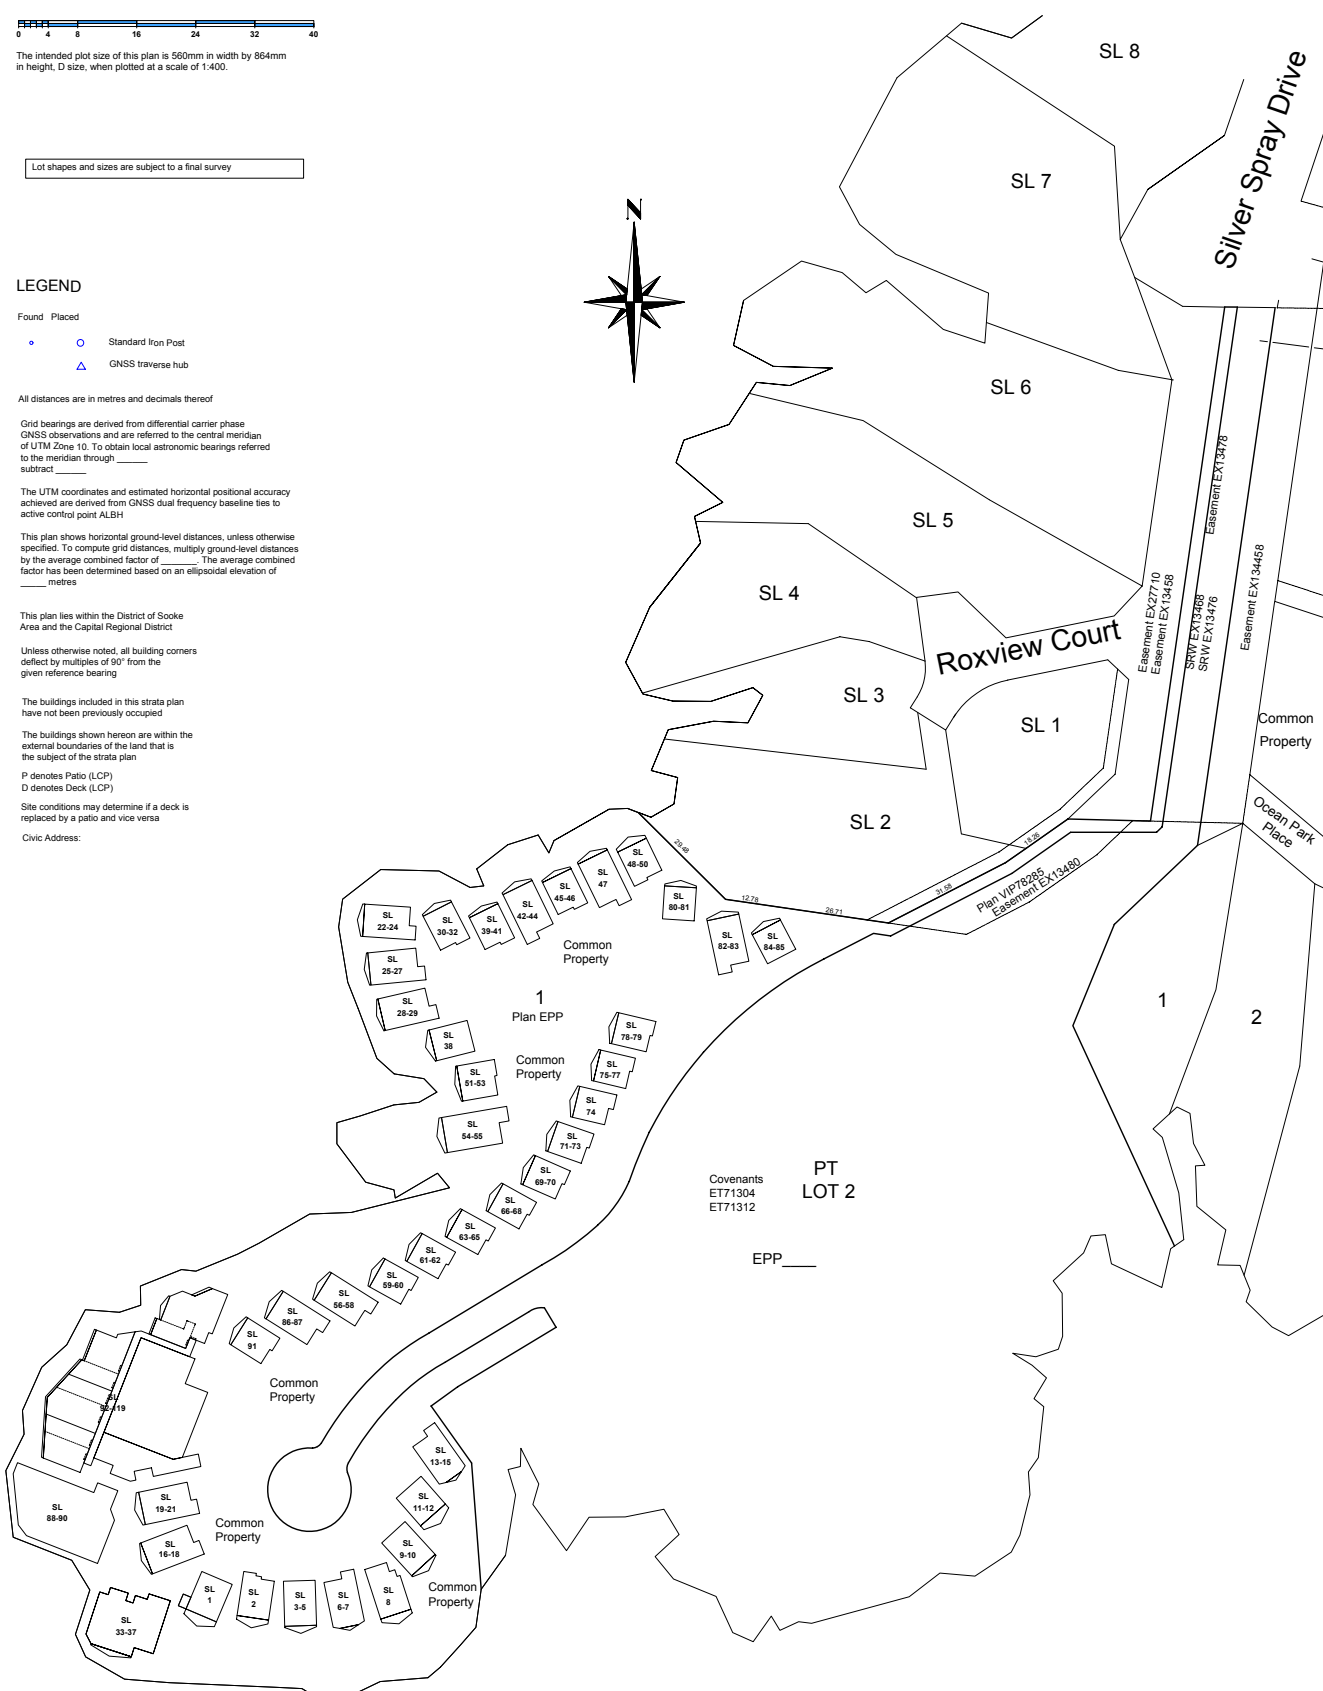 0 4 8 16 24 32 40
The intended plot size of this plan is 560mm in width by 864mm
in height, D size, when plotted at a scale of 1:400.
Lot shapes and sizes are subject to a final survey
LEGEND
Found Placed
Standard Iron Post
GNSS traverse hub
All distances are in metres and decimals thereof
Grid bearings are derived from differential carrier phase
GNSS observations and are referred to the central meridian
of UTM Zone 10. To obtain local astronomic bearings referred
to the meridian through ______
subtract ______
The UTM coordinates and estimated horizontal positional accuracy
achieved are derived from GNSS dual frequency baseline ties to
active control point ALBH
This plan shows horizontal ground-level distances, unless otherwise
specified. To compute grid distances, multiply ground-level distances
by the average combined factor of _______. The average combined
factor has been determined based on an ellipsoidal elevation of
_____ metres
This plan lies within the District of Sooke
Area and the Capital Regional District
Unless otherwise noted, all building corners
deflect by multiples of 90° from the
given reference bearing
The buildings included in this strata plan
have not been previously occupied
The buildings shown hereon are within the
external boundaries of the land that is
the subject of the strata plan
P denotes Patio (LCP)
D denotes Deck (LCP)
Site conditions may determine if a deck is
replaced by a patio and vice versa
Civic Address:
N
SL 8
Silver Spray Drive
SL 7
SL 6
SL 5
SL 4
Roxview Court
SL 3
SL 1
SL 2
Easement EX13478
Easement EX27710
Easement EX13458
SRW EX13468
SRW EX13476
Easement EX134458
Common
Property
Ocean Park
Place
29.48
12.78
26.71
31.58
18.26
Plan VIP78285
Easement EX13480
1
2
SL
48-50
SL
47
SL
45-46
SL
42-44
SL
39-41
SL
30-32
SL
22-24
SL
80-81
SL
82-83
SL
84-85
Common
Property
SL
25-27
SL
28-29
1
Plan EPP
SL
38
SL
51-53
SL
54-55
Common
Property
SL
78-79
SL
75-77
SL
74
SL
71-73
SL
69-70
SL
66-68
SL
63-65
SL
61-62
SL
59-60
SL
56-58
SL
86-87
SL
91
Covenants
ET71304
ET71312
PT
LOT 2
EPP____
Common
Property
SL
92-119
SL
88-90
SL
19-21
SL
16-18
Common
Property
SL
13-15
SL
11-12
SL
9-10
Common
Property
SL
33-37
SL
1
SL
2
SL
3-5
SL
6-7
SL
8